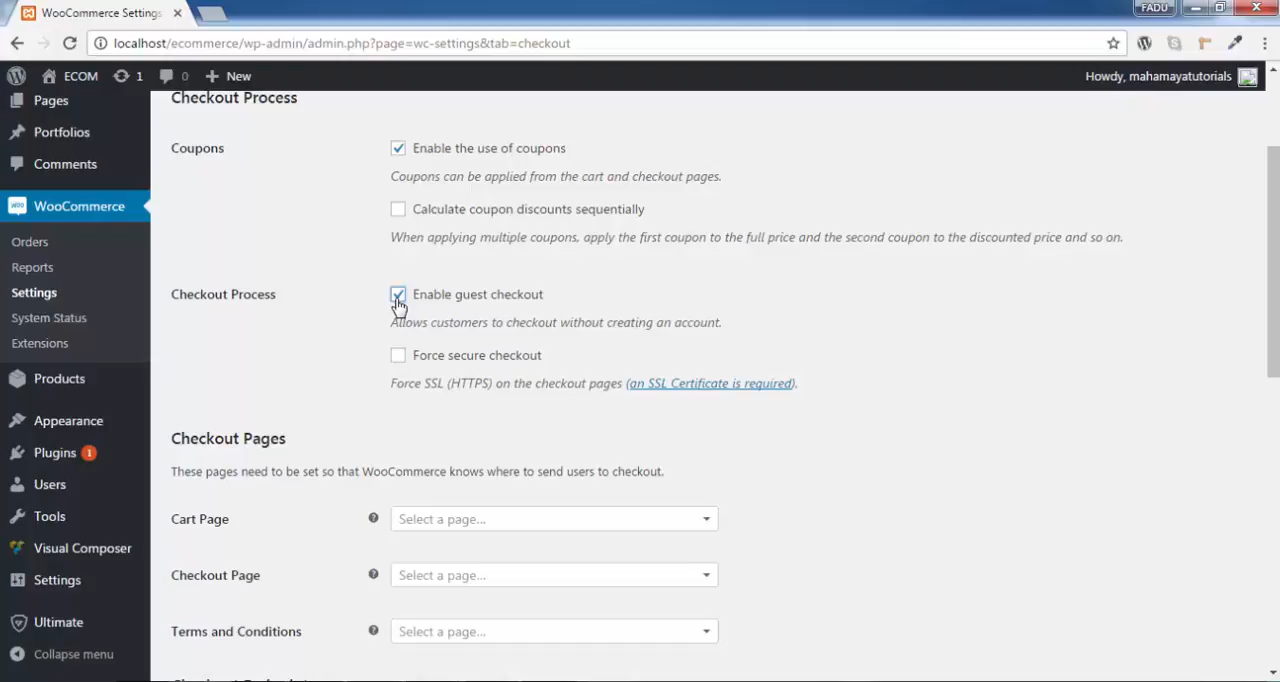 WooCommerce Settings
FADU
localhost/ecommerce/wp-admin/admin.php?page=wc-settings&tab=checkout
ECOM 1 0 New
Howdy, mahamayatutorials
Pages
Portfolios
Comments
WooCommerce
Orders
Reports
Settings
System Status
Extensions
Products
Appearance
Plugins 1
Users
Tools
Visual Composer
Settings
Ultimate
Collapse menu
Checkout Process
Coupons
Enable the use of coupons
Coupons can be applied from the cart and checkout pages.
Calculate coupon discounts sequentially
When applying multiple coupons, apply the first coupon to the full price and the second coupon to the discounted price and so on.
Checkout Process
Enable guest checkout
Allows customers to checkout without creating an account.
Force secure checkout
Force SSL (HTTPS) on the checkout pages (an SSL Certificate is required).
Checkout Pages
These pages need to be set so that WooCommerce knows where to send users to checkout.
Cart Page
Select a page...
Checkout Page
Select a page...
Terms and Conditions
Select a page...